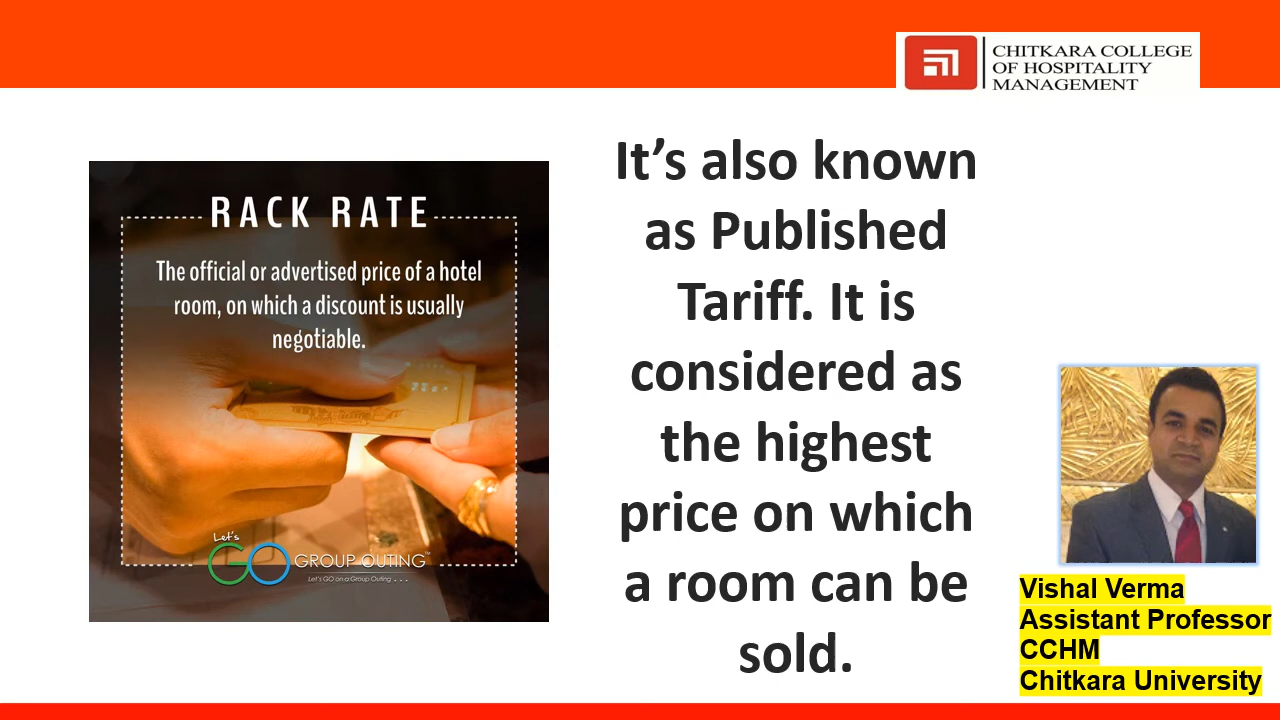 CHITKARA COLLEGE
OF HOSPITALITY
MANAGEMENT
RACK RATE
The official or advertised price of a hotel
room, on which a discount is usually
negotiable.
Let's
GO GROUP OUTING™
Let's GO on a Group Outing . . .
It’s also known
as Published
Tariff. It is
considered as
the highest
price on which
a room can be
sold.
Vishal Verma
Assistant Professor
CCHM
Chitkara University